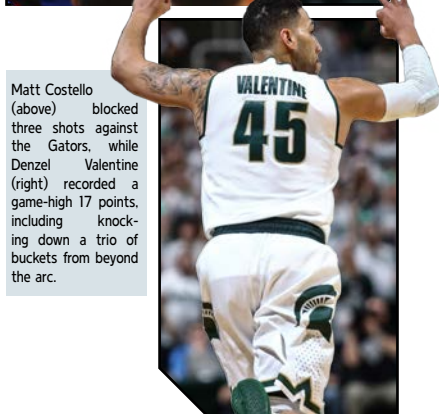 Matt Costello
(above) blocked
three shots against
the Gators, while
Denzel Valentine
(right) recorded a
game-high 17 points,
including knock-
ing down a trio of
buckets from beyond
the arc.
VALENTINE
45